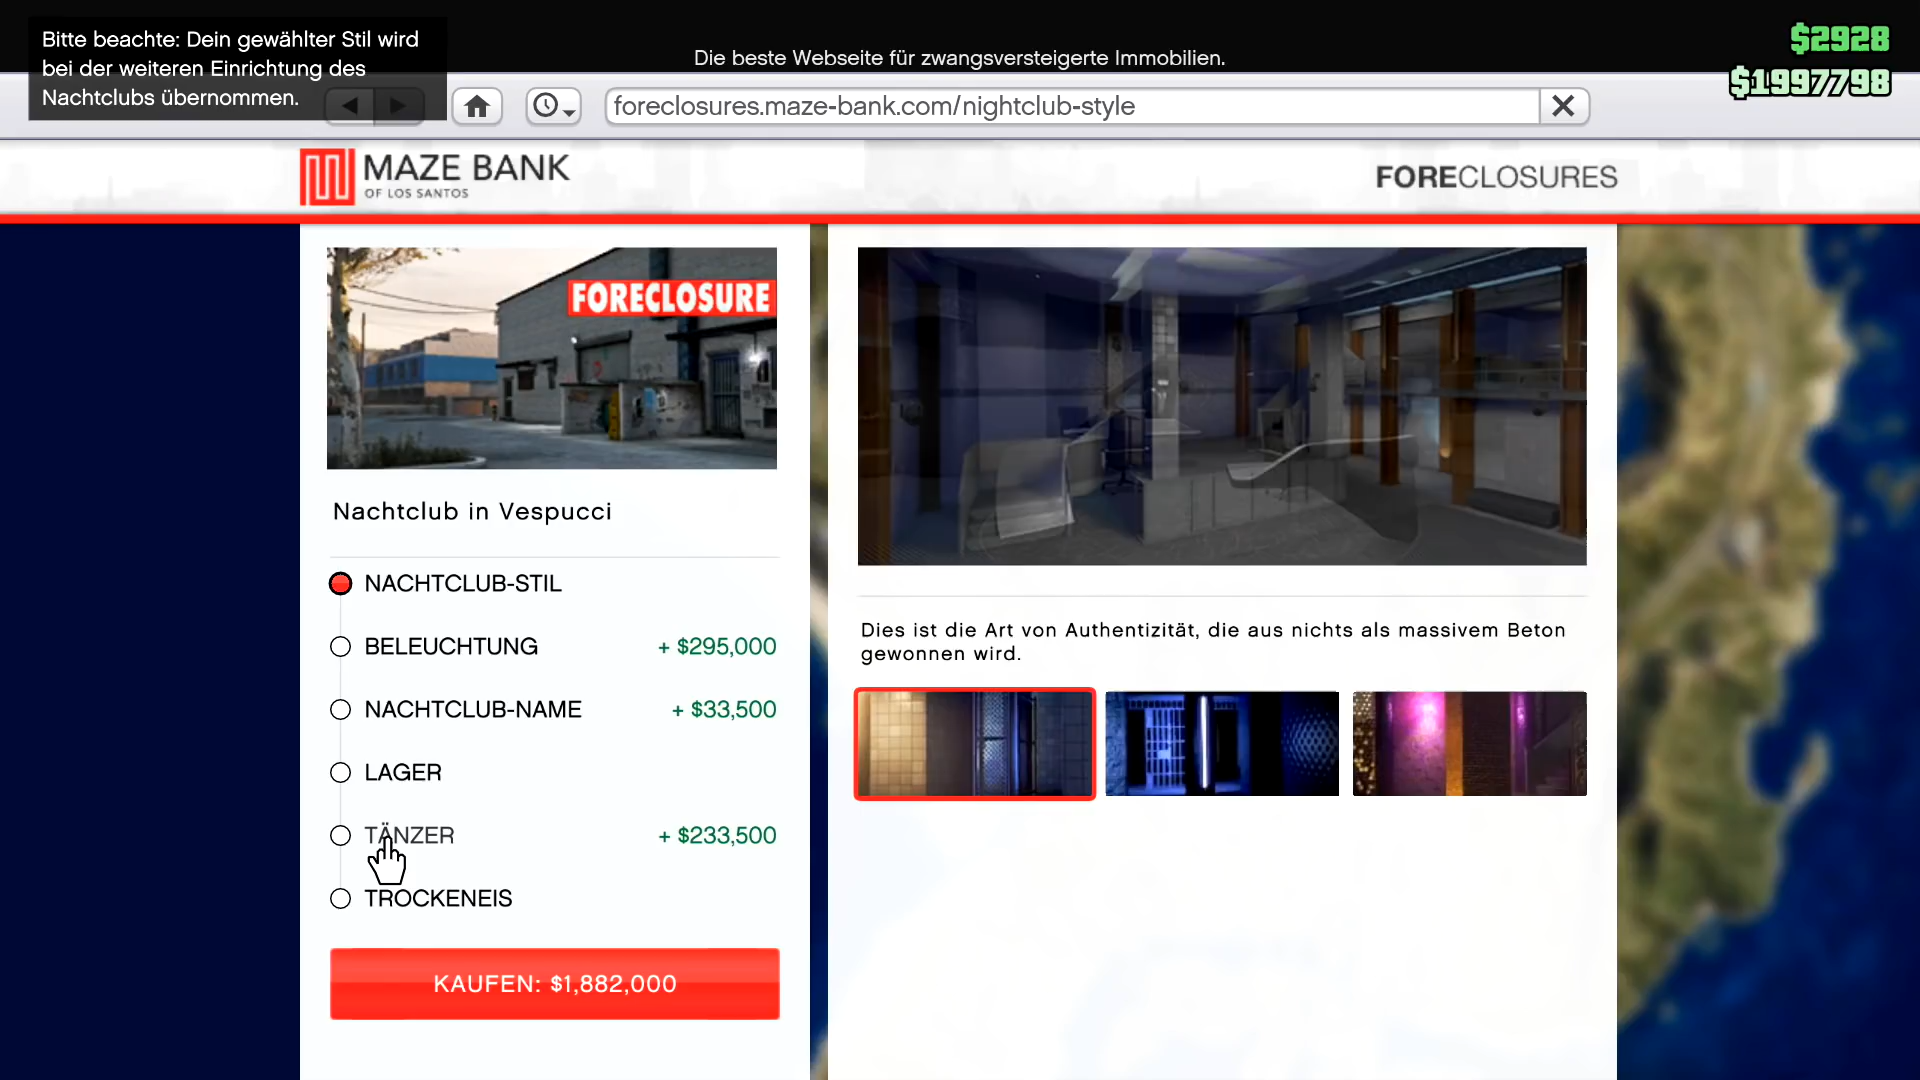 Bitte beachte: Dein gewählter Stil wird
bei der weiteren Einrichtung des
Nachtclubs übernommen.
Die beste Webseite für zwangsversteigerte Immobilien.
$2928
$1997798
foreclosures.maze-bank.com/nightclub-style
MAZE BANK
OF LOS SANTOS
FORECLOSURES
FORECLOSURE
Nachtclub in Vespucci
NACHTCLUB-STIL
BELEUCHTUNG + $295,000
NACHTCLUB-NAME + $33,500
LAGER
TÄNZER + $233,500
TROCKENEIS
KAUFEN: $1,882,000
Dies ist die Art von Authentizität, die aus nichts als massivem Beton
gewonnen wird.